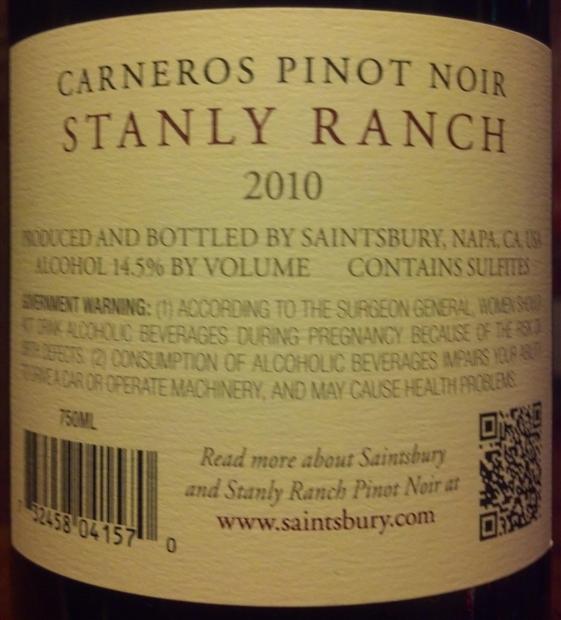 CARNEROS PINOT NOIR
STANLY RANCH
2010
PRODUCED AND BOTTLED BY SAINTSBURY, NAPA, CA, USA
ALCOHOL 14.5% BY VOLUME CONTAINS SULFITES
GOVERNMENT WARNING: (1) ACCORDING TO THE SURGEON GENERAL, WOMEN SHOULD
NOT DRINK ALCOHOLIC BEVERAGES DURING PREGNANCY BECAUSE OF THE RISK OF
BIRTH DEFECTS. (2) CONSUMPTION OF ALCOHOLIC BEVERAGES IMPAIRS YOUR ABILITY
TO DRIVE A CAR OR OPERATE MACHINERY, AND MAY CAUSE HEALTH PROBLEMS.
750ML
Read more about Saintsbury
and Stanly Ranch Pinot Noir at
www.saintsbury.com
7 32458 04157 0